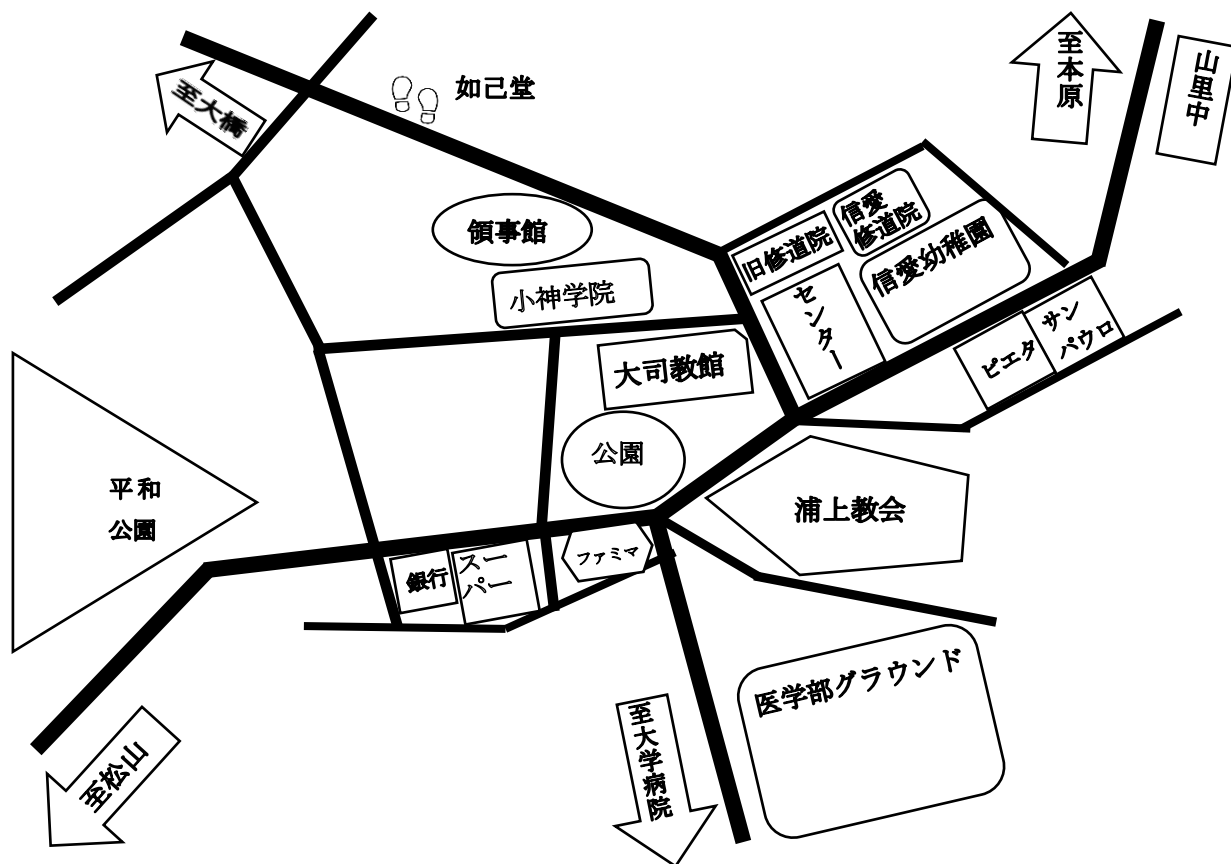 至本原
山里中
如己堂
至大橋
信愛
修道院
領事館
旧修道院
信愛幼稚園
小神学院
センター
サン
パウロ
ピエタ
大司教館
公園
平和
公園
浦上教会
ファミマ
スー
パー
銀行
医学部グラウンド
至大学病院
至松山